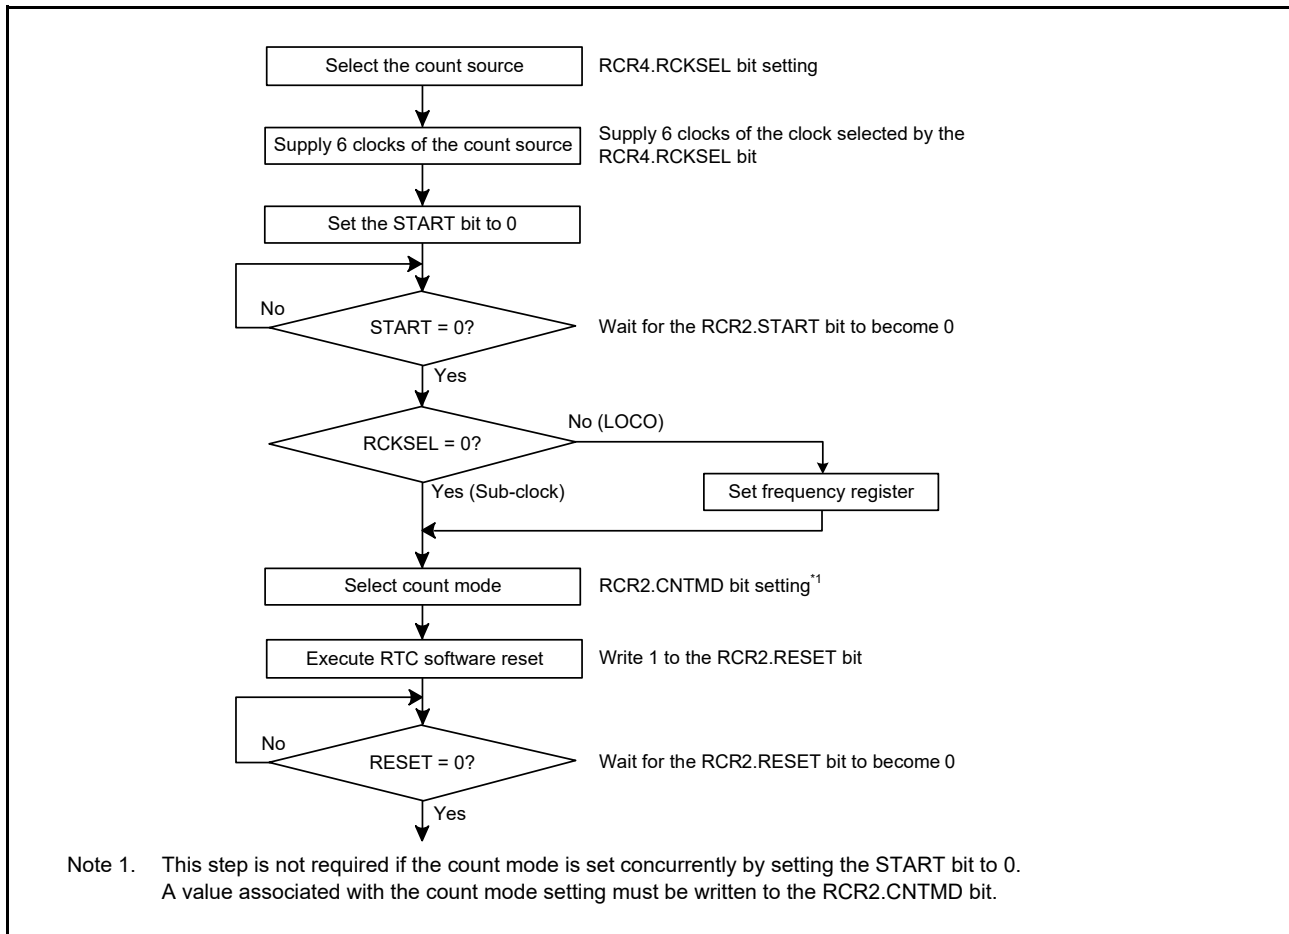 Select the count source
RCR4.RCKSEL bit setting
Supply 6 clocks of the count source
Supply 6 clocks of the clock selected by the
RCR4.RCKSEL bit
Set the START bit to 0
No
START = 0?
Wait for the RCR2.START bit to become 0
Yes
No (LOCO)
RCKSEL = 0?
Yes (Sub-clock)
Set frequency register
Select count mode
RCR2.CNTMD bit setting*1
Execute RTC software reset
Write 1 to the RCR2.RESET bit
No
RESET = 0?
Wait for the RCR2.RESET bit to become 0
Yes
Note 1. This step is not required if the count mode is set concurrently by setting the START bit to 0.
A value associated with the count mode setting must be written to the RCR2.CNTMD bit.